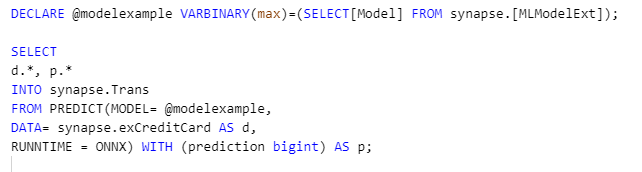 DECLARE @modelexample VARBINARY(max)=(SELECT[Model] FROM synapse.[MLModelExt]);
SELECT
d.*, p.*
INTO synapse.Trans
FROM PREDICT(MODEL= @modelexample,
DATA= synapse.exCreditCard AS d,
RUNNTIME = ONNX) WITH (prediction bigint) AS p;